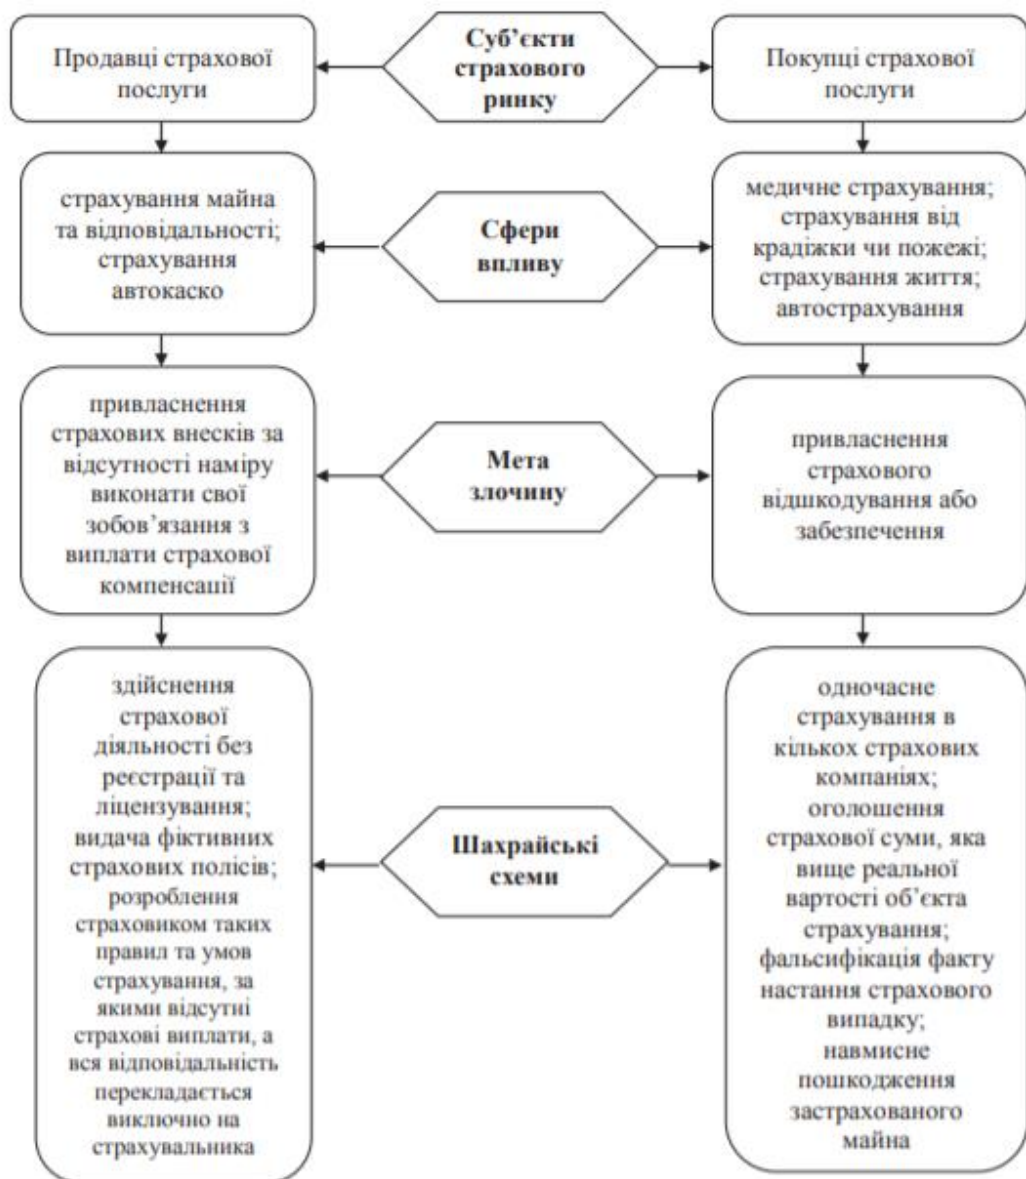 Продавці страхової
послуги
Суб’єкти
страхового
ринку
Покупці страхової
послуги
страхування майна
та відповідальності;
страхування
автокаско
Сфери
впливу
медичне страхування;
страхування від
крадіжки чи пожежі;
страхування життя;
автострахування
привласнення
страхових внесків за
відсутності наміру
виконати свої
зобов’язання з
виплати страхової
компенсації
Мета
злочину
привласнення
страхового
відшкодування або
забезпечення
здійснення
страхової
діяльності без
реєстрації та
ліцензування;
видача фіктивних
страхових полісів;
розроблення
страховиком таких
правил та умов
страхування, за
якими відсутні
страхові виплати, а
вся відповідальність
перекладається
виключно на
страхувальника
Шахрайські
схеми
одночасне
страхування в
кількох страхових
компаніях;
оголошення
страхової суми, яка
вище реальної
вартості об’єкта
страхування;
фальсифікація факту
настання страхового
випадку;
навмисне
пошкодження
застрахованого
майна